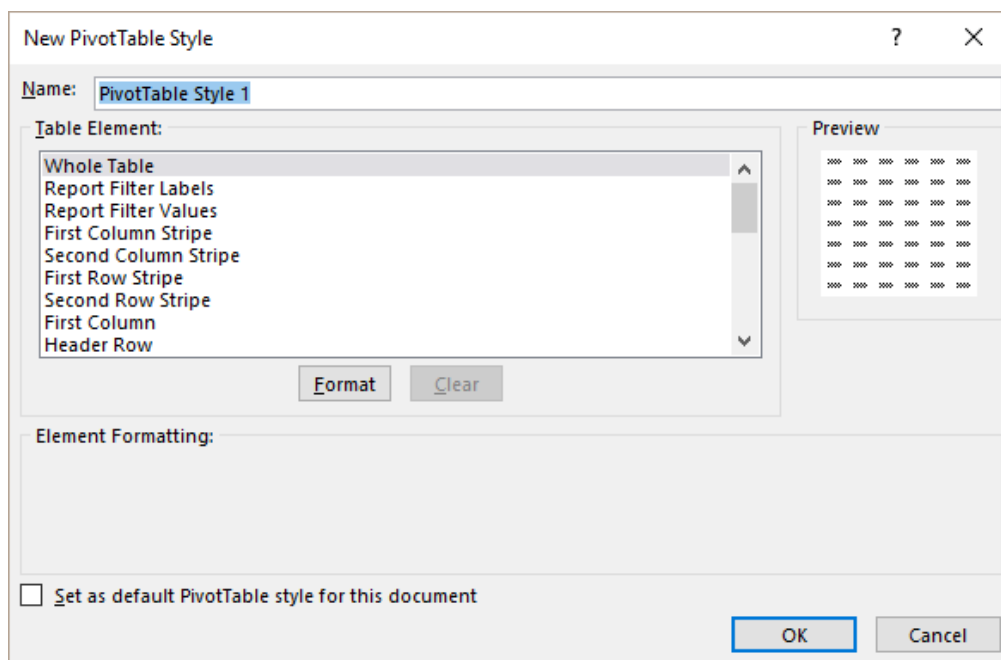 New PivotTable Style
?
Name: PivotTable Style 1
Table Element:
Preview
Whole Table
Report Filter Labels
Report Filter Values
First Column Stripe
Second Column Stripe
First Row Stripe
Second Row Stripe
First Column
Header Row
Format Clear
Element Formatting:
Set as default PivotTable style for this document
OK Cancel